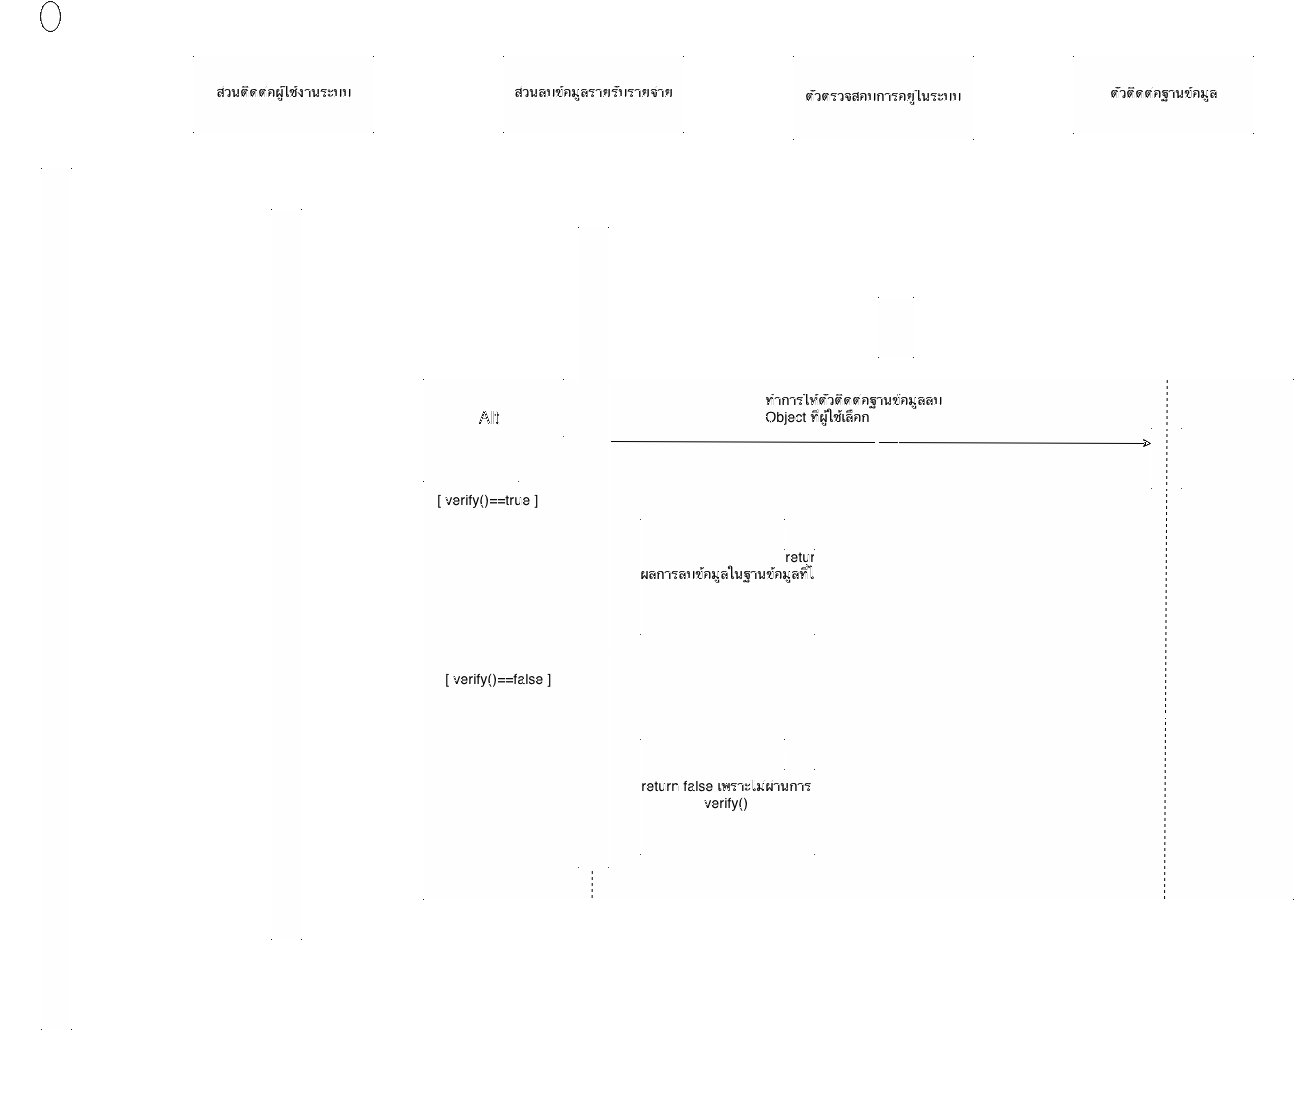 ส่วนติดต่อผู้ใช้งานระบบ
ส่วนลบข้อมูลรายรับรายจ่าย
ตัวตรวจสอบการอยู่ในระบบ
ตัวติดต่อฐานข้อมูล
ทำการให้ตัวติดต่อฐานข้อมูลลบ
Object ที่ผู้ใช้เลือก
Alt
[ verify()==true ]
retur
ผลการลบข้อมูลในฐานข้อมูลที่ไ
[ verify()==false ]
return false เพราะไม่ผ่านการ
verify()